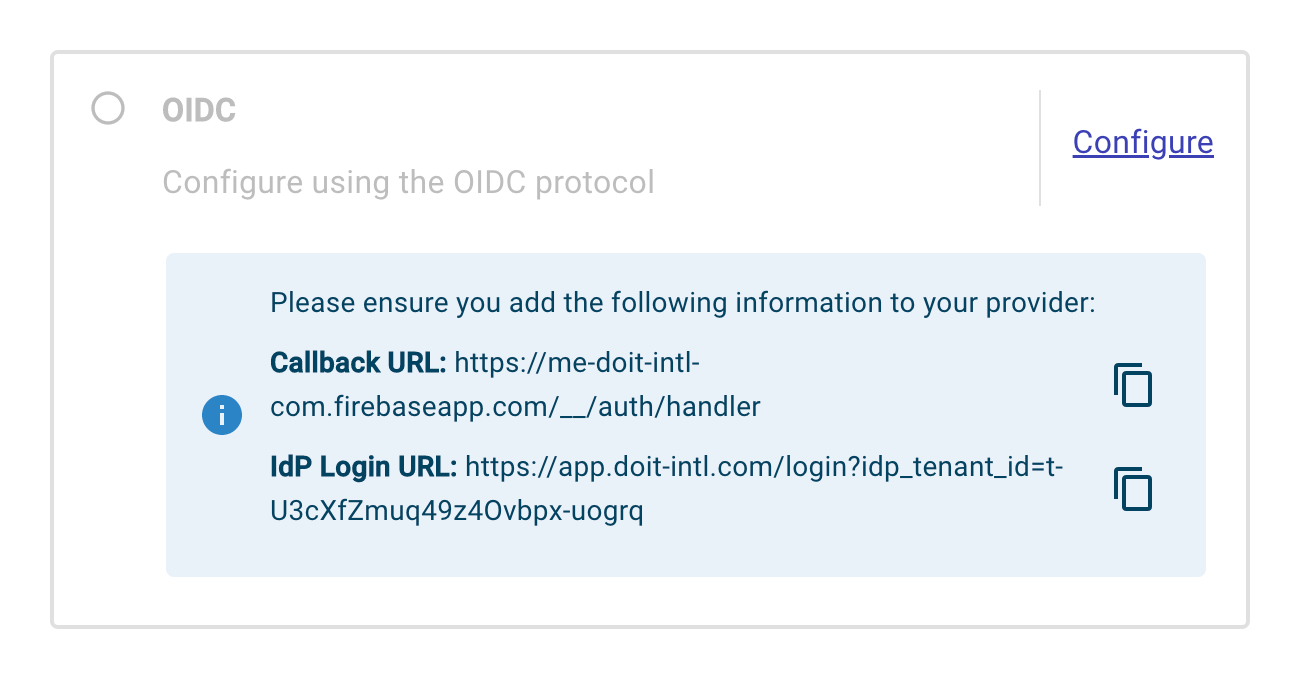 OIDC
Configure
Configure using the OIDC protocol
Please ensure you add the following information to your provider:
Callback URL: https://me-doit-intl-
com.firebaseapp.com/__/auth/handler
IdP Login URL: https://app.doit-intl.com/login?idp_tenant_id=t-
U3cXfZmuq49z4Ovbpx-uogrq